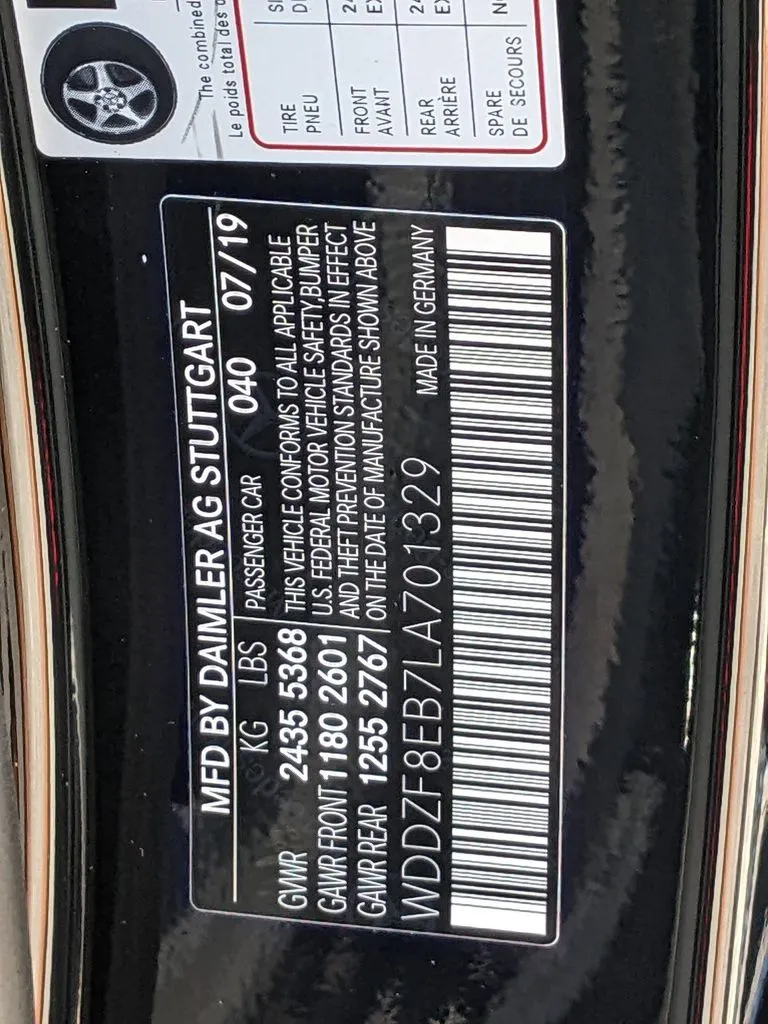 MFD BY DAIMLER AG STUTTGART
KG LBS PASSENGER CAR 040 07/19
GVWR 2435 5368 THIS VEHICLE CONFORMS TO ALL APPLICABLE
U.S. FEDERAL MOTOR VEHICLE SAFETY,BUMPER
GAWR FRONT 1180 2601 AND THEFT PREVENTION STANDARDS IN EFFECT
GAWR REAR 1255 2767 ON THE DATE OF MANUFACTURE SHOWN ABOVE
WDDZF8EB7LA701329 MADE IN GERMANY
The combined
Le poids total des
TIRE
PNEU
FRONT
AVANT
REAR
ARRIÈRE
SPARE
DE SECOURS